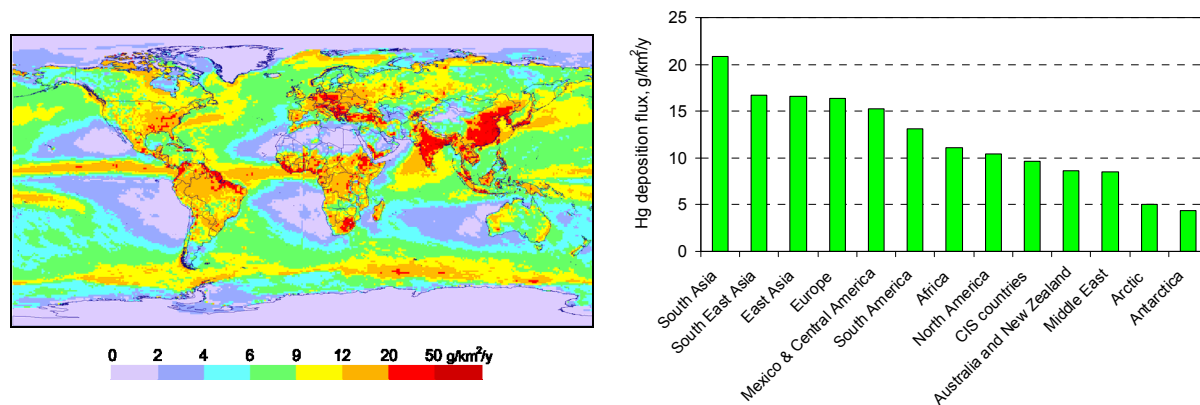 0 2 4 6 9 12 20 50 g/km²/y
Hg deposition flux, g/km²/y
25
20
15
10
5
0
South Asia
South East Asia
East Asia
Europe
Mexico & Central America
South America
Africa
North America
CIS countries
Australia and New Zealand
Middle East
Arctic
Antarctica